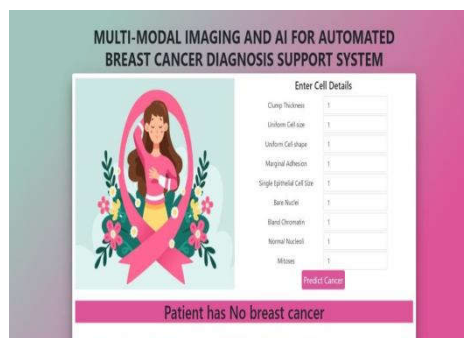 MULTI-MODAL IMAGING AND AI FOR AUTOMATED
BREAST CANCER DIAGNOSIS SUPPORT SYSTEM
Enter Cell Details
Clump Thickness 1
Uniform Cell size 1
Uniform Cell shape 1
Marginal Adhesion 1
Single Epithelial Cell Size 1
Bare Nuclei 1
Bland Chromatin 1
Normal Nucleoli 1
Mitoses 1
Predict Cancer
Patient has No breast cancer